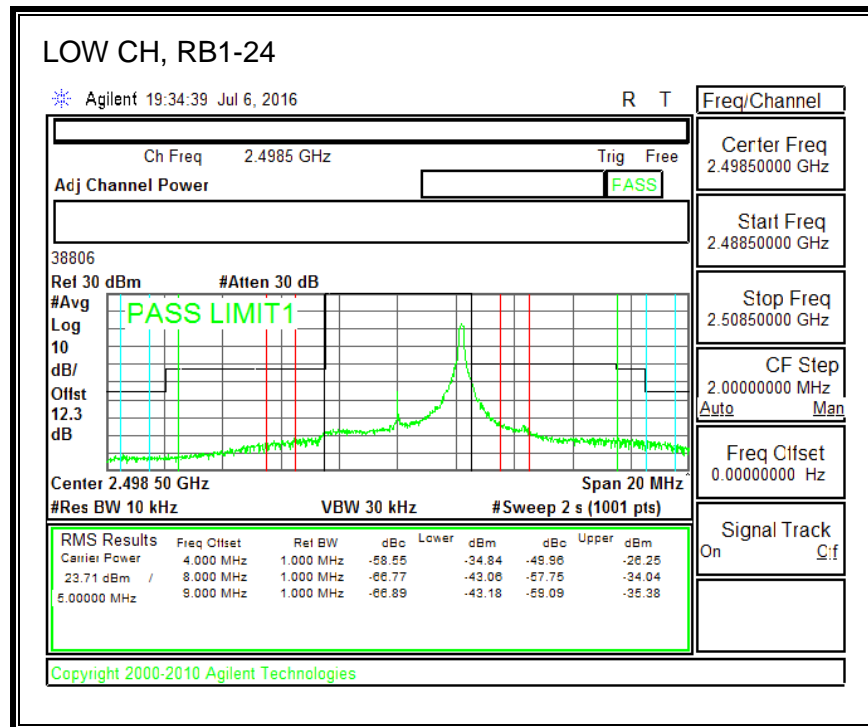 LOW CH, RB1-24
Agilent 19:34:39 Jul 6, 2016 R T
Freq/Channel
Ch Freq 2.4985 GHz Trig Free
Adj Channel Power FASS
Center Freq
2.49850000 GHz
Start Freq
2.48850000 GHz
Stop Freq
2.50850000 GHz
CF Step
2.00000000 MHz
Auto Man
Freq Offset
0.00000000 Hz
Signal Track
On Off
38806
Ref 30 dBm #Atten 30 dB
#Avg
Log
10
dB/
Offst
12.3
dB
PASS LIMIT1
Center 2.498 50 GHz Span 20 MHz
#Res BW 10 kHz VBW 30 kHz #Sweep 2 s (1001 pts)
RMS Results Freq Offset Ref BW dBc Lower dBm dBc Upper dBm
Carrier Power 4.000 MHz 1.000 MHz -58.55 -34.84 -49.96 -26.25
23.71 dBm / 8.000 MHz 1.000 MHz -66.77 -43.06 -57.75 -34.04
5.00000 MHz 9.000 MHz 1.000 MHz -66.89 -43.18 -59.09 -35.38
Copyright 2000-2010 Agilent Technologies